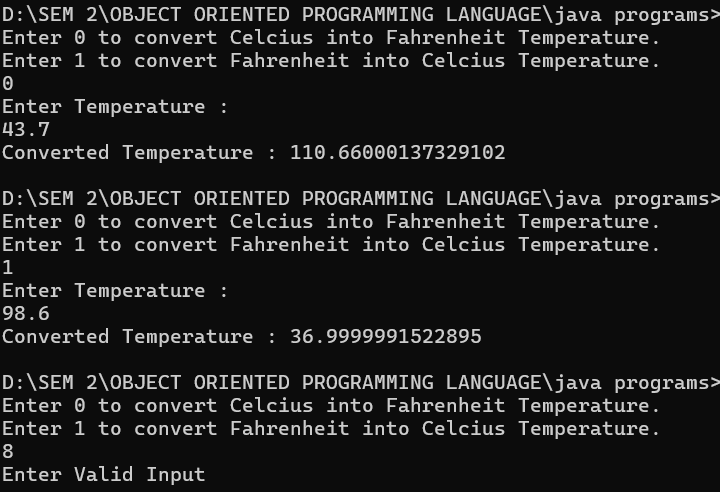 D:\SEM 2\OBJECT ORIENTED PROGRAMMING LANGUAGE\java programs>
Enter 0 to convert Celcius into Fahrenheit Temperature.
Enter 1 to convert Fahrenheit into Celcius Temperature.
0
Enter Temperature :
43.7
Converted Temperature : 110.66000137329102
D:\SEM 2\OBJECT ORIENTED PROGRAMMING LANGUAGE\java programs>
Enter 0 to convert Celcius into Fahrenheit Temperature.
Enter 1 to convert Fahrenheit into Celcius Temperature.
1
Enter Temperature :
98.6
Converted Temperature : 36.9999991522895
D:\SEM 2\OBJECT ORIENTED PROGRAMMING LANGUAGE\java programs>
Enter 0 to convert Celcius into Fahrenheit Temperature.
Enter 1 to convert Fahrenheit into Celcius Temperature.
8
Enter Valid Input